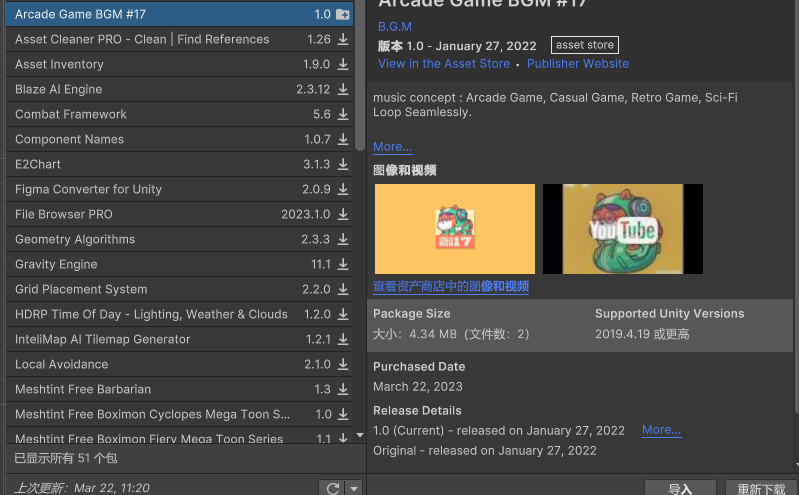 Arcade Game BGM #17 1.0
Asset Cleaner PRO - Clean | Find References 1.26
Asset Inventory 1.9.0
Blaze AI Engine 2.3.12
Combat Framework 5.6
Component Names 1.0.7
E2Chart 3.1.3
Figma Converter for Unity 2.0.9
File Browser PRO 2023.1.0
Geometry Algorithms 2.3.3
Gravity Engine 11.1
Grid Placement System 2.2.0
HDRP Time Of Day - Lighting, Weather & Clouds 1.2.0
InteliMap AI Tilemap Generator 1.2.1
Local Avoidance 2.1.0
Meshtint Free Barbarian 1.3
Meshtint Free Boximon Cyclopes Mega Toon S... 1.0
Meshtint Free Boximon Fiery Mega Toon Series 1.1
已显示所有 51 个包
上次更新：Mar 22, 11:20
Arcade Game BGM #17
B.G.M
版本 1.0 - January 27, 2022 asset store
View in the Asset Store • Publisher Website
music concept : Arcade Game, Casual Game, Retro Game, Sci-Fi
Loop Seamlessly.
More...
图像和视频
17
YouTube
查看资产商店中的图像和视频
Package Size Supported Unity Versions
大小：4.34 MB（文件数：2） 2019.4.19 或更高
Purchased Date
March 22, 2023
Release Details
1.0 (Current) - released on January 27, 2022 More...
Original - released on January 27, 2022
导入 重新下载